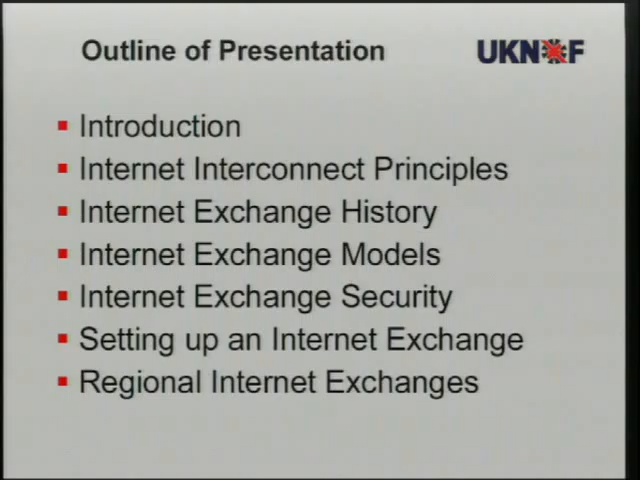 Outline of Presentation
UKNOF
Introduction
Internet Interconnect Principles
Internet Exchange History
Internet Exchange Models
Internet Exchange Security
Setting up an Internet Exchange
Regional Internet Exchanges